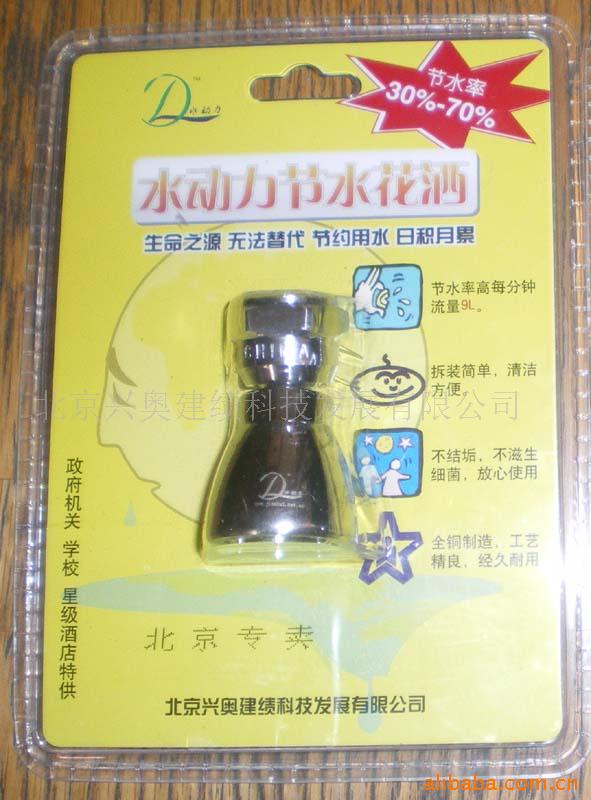 TM
水动力
节水率
30%-70%
水动力节水花洒
生命之源 无法替代 节约用水 日积月累
节水率高每分钟
流量9L。
拆装简单，清洁
方便。
北京兴奥建绩科技发展有限公司
不结垢，不滋生
细菌，放心使用
全铜制造，工艺
精良，经久耐用
政府机关 学校 星级酒店特供
北京专卖
北京兴奥建绩科技发展有限公司
alibaba.com.cn